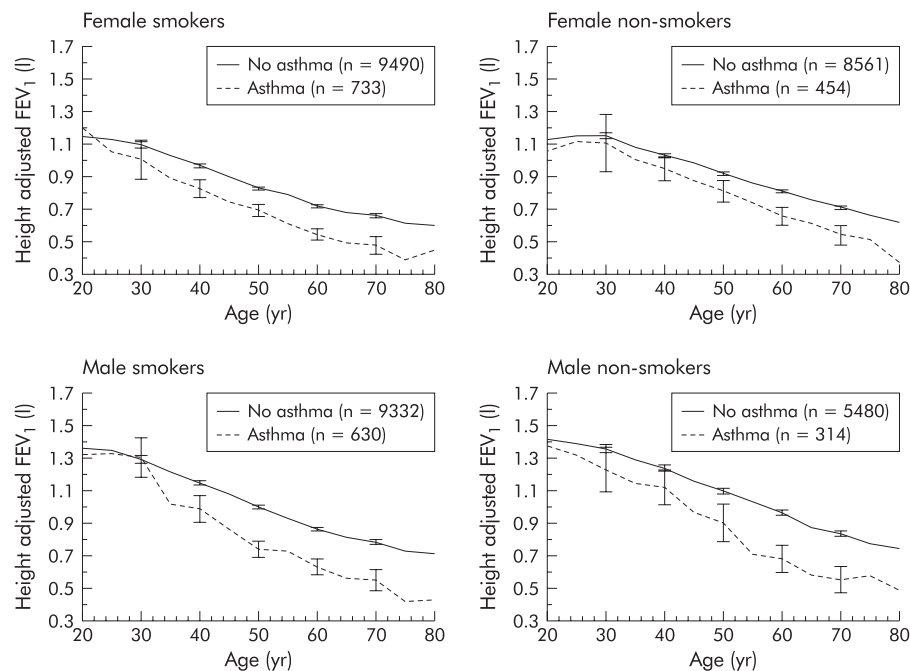 Female smokers
Height adjusted FEV1 (l)
1.7
1.5
1.3
1.1
0.9
0.7
0.5
0.3
No asthma (n = 9490)
Asthma (n = 733)
20 30 40 50 60 70 80
Age (yr)
Female non-smokers
Height adjusted FEV1 (l)
1.7
1.5
1.3
1.1
0.9
0.7
0.5
0.3
No asthma (n = 8561)
Asthma (n = 454)
20 30 40 50 60 70 80
Age (yr)
Male smokers
Height adjusted FEV1 (l)
1.7
1.5
1.3
1.1
0.9
0.7
0.5
0.3
No asthma (n = 9332)
Asthma (n = 630)
20 30 40 50 60 70 80
Age (yr)
Male non-smokers
Height adjusted FEV1 (l)
1.7
1.5
1.3
1.1
0.9
0.7
0.5
0.3
No asthma (n = 5480)
Asthma (n = 314)
20 30 40 50 60 70 80
Age (yr)